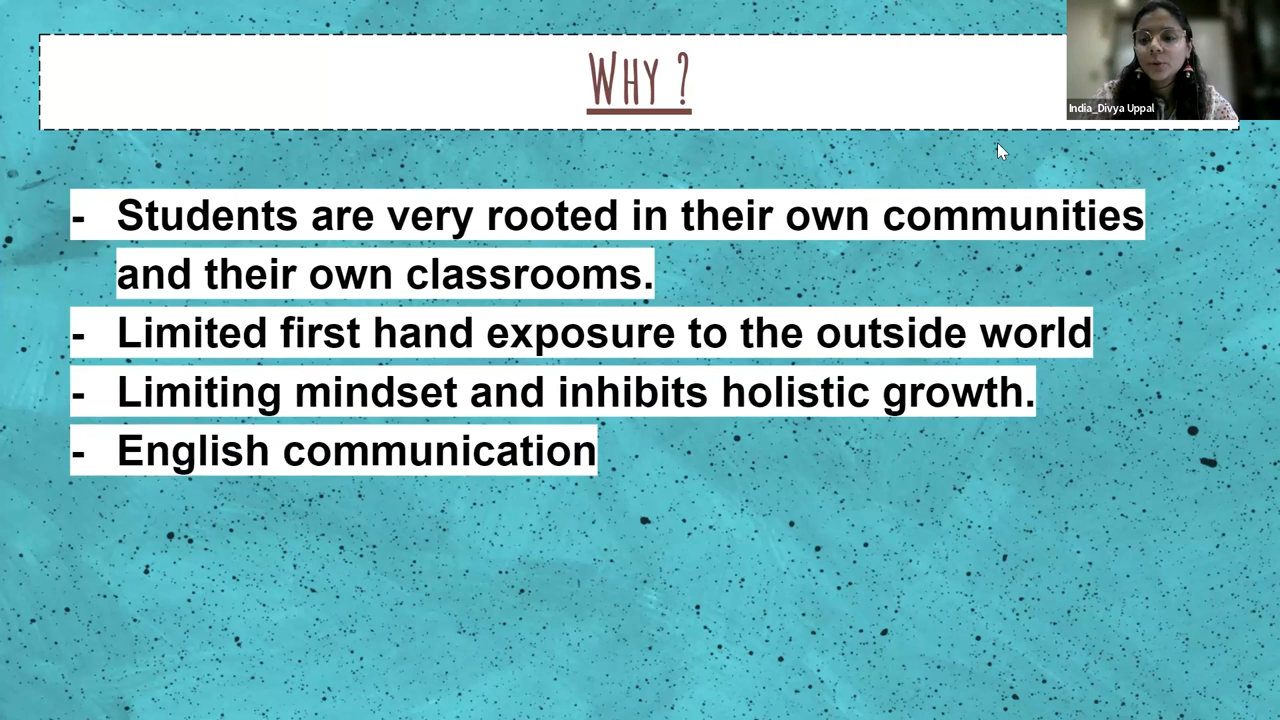 Why ?
India_Divya Uppal
- Students are very rooted in their own communities
and their own classrooms.
- Limited first hand exposure to the outside world
- Limiting mindset and inhibits holistic growth.
- English communication